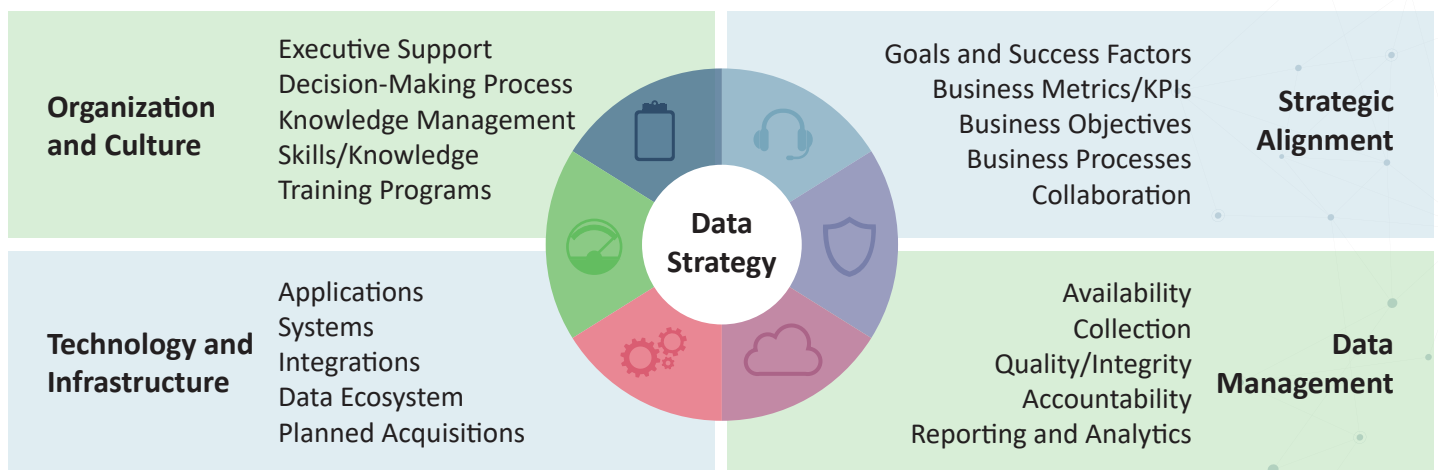 Organization
and Culture
Executive Support
Decision-Making Process
Knowledge Management
Skills/Knowledge
Training Programs
Goals and Success Factors
Business Metrics/KPIs
Business Objectives
Business Processes
Collaboration
Strategic
Alignment
Data
Strategy
Technology and
Infrastructure
Applications
Systems
Integrations
Data Ecosystem
Planned Acquisitions
Availability
Collection
Quality/Integrity
Accountability
Reporting and Analytics
Data
Management